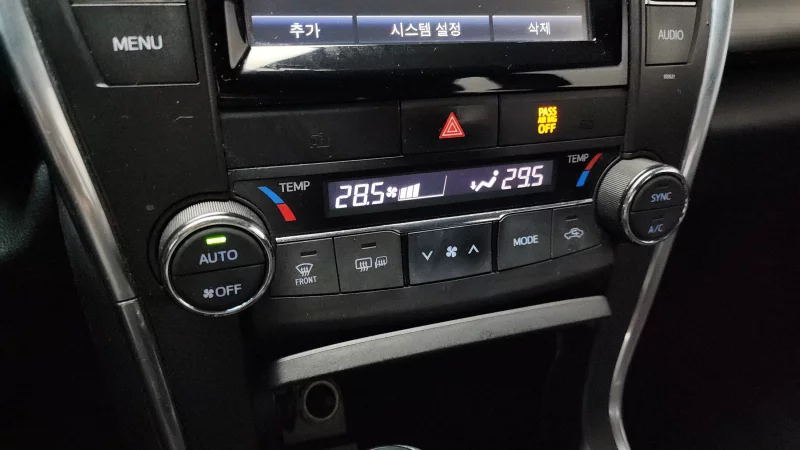 추가 시스템 설정 삭제
MENU
AUDIO
PASS
AIR BAG
OFF
TEMP 28.5 29.5 TEMP
SYNC
A/C
AUTO
OFF
FRONT
MODE